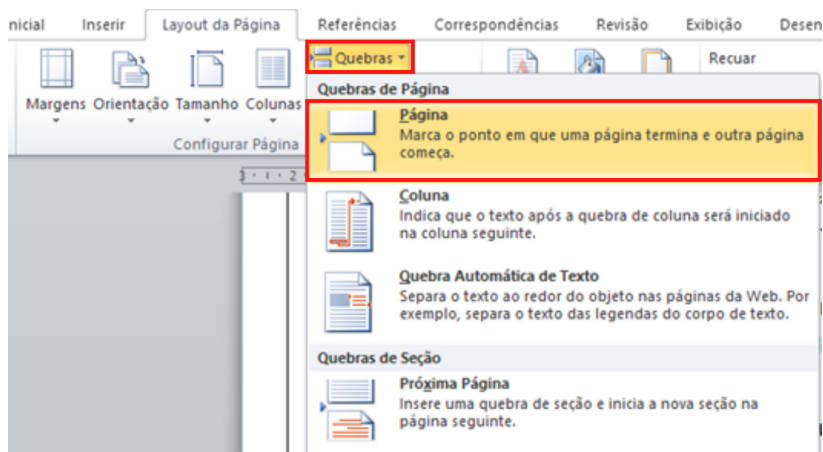 nicial Inserir Layout da Página Referências Correspondências Revisão Exibição Desen
Quebras
Recuar
Margens Orientação Tamanho Colunas
Configurar Página
3 · ı · 2
Quebras de Página
Página
Marca o ponto em que uma página termina e outra página
começa.
Coluna
Indica que o texto após a quebra de coluna será iniciado
na coluna seguinte.
Quebra Automática de Texto
Separa o texto ao redor do objeto nas páginas da Web. Por
exemplo, separa o texto das legendas do corpo de texto.
Quebras de Seção
Próxima Página
Insere uma quebra de seção e inicia a nova seção na
página seguinte.